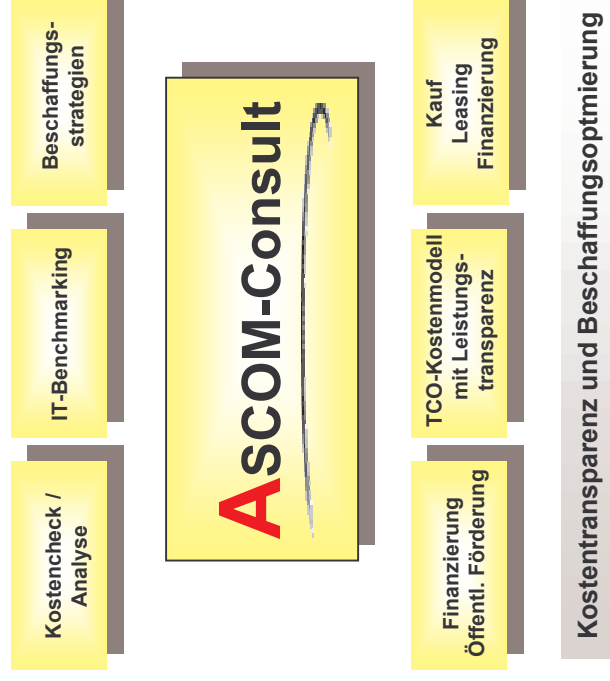 Kostencheck /
Analyse
IT-Benchmarking
Beschaffungs-
strategien
ASCOM-Consult
Finanzierung
Öffentl. Förderung
TCO-Kostenmodell
mit Leistungs-
transparenz
Kauf
Leasing
Finanzierung
Kostentransparenz und Beschaffungsoptmierung